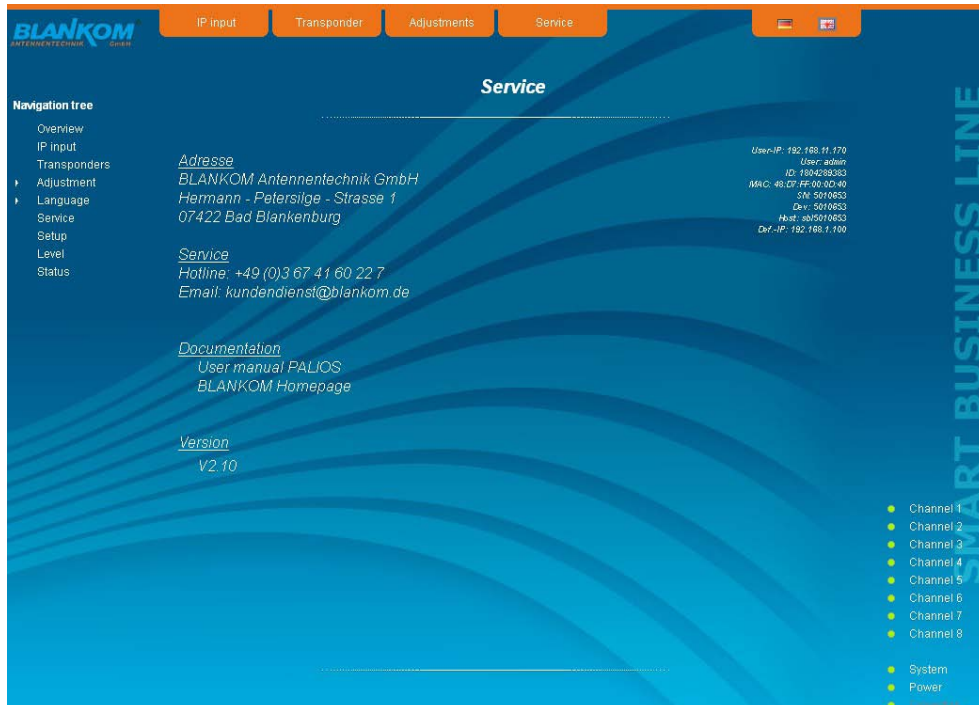 BLANKOM
ANTENNENTECHNIK GmbH
IP input
Transponder
Adjustments
Service
Service
Navigation tree
Overview
IP input
Transponders
Adjustment
Language
Service
Setup
Level
Status
Adresse
BLANKOM Antennentechnik GmbH
Hermann - Petersilge - Strasse 1
07422 Bad Blankenburg
Service
Hotline: +49 (0)3 67 41 60 22 7
Email: kundendienst@blankom.de
Documentation
User manual PALIOS
BLANKOM Homepage
Version
V2.10
User-IP: 192.168.11.170
User: admin
ID: 1804289383
MAC: 48:D7:FF:00:0D:40
SN: 5010653
Dev: 5010653
Host: sbl5010653
Def.-IP: 192.168.1.100
SMART BUSINESS LINE
Channel 1
Channel 2
Channel 3
Channel 4
Channel 5
Channel 6
Channel 7
Channel 8
System
Power